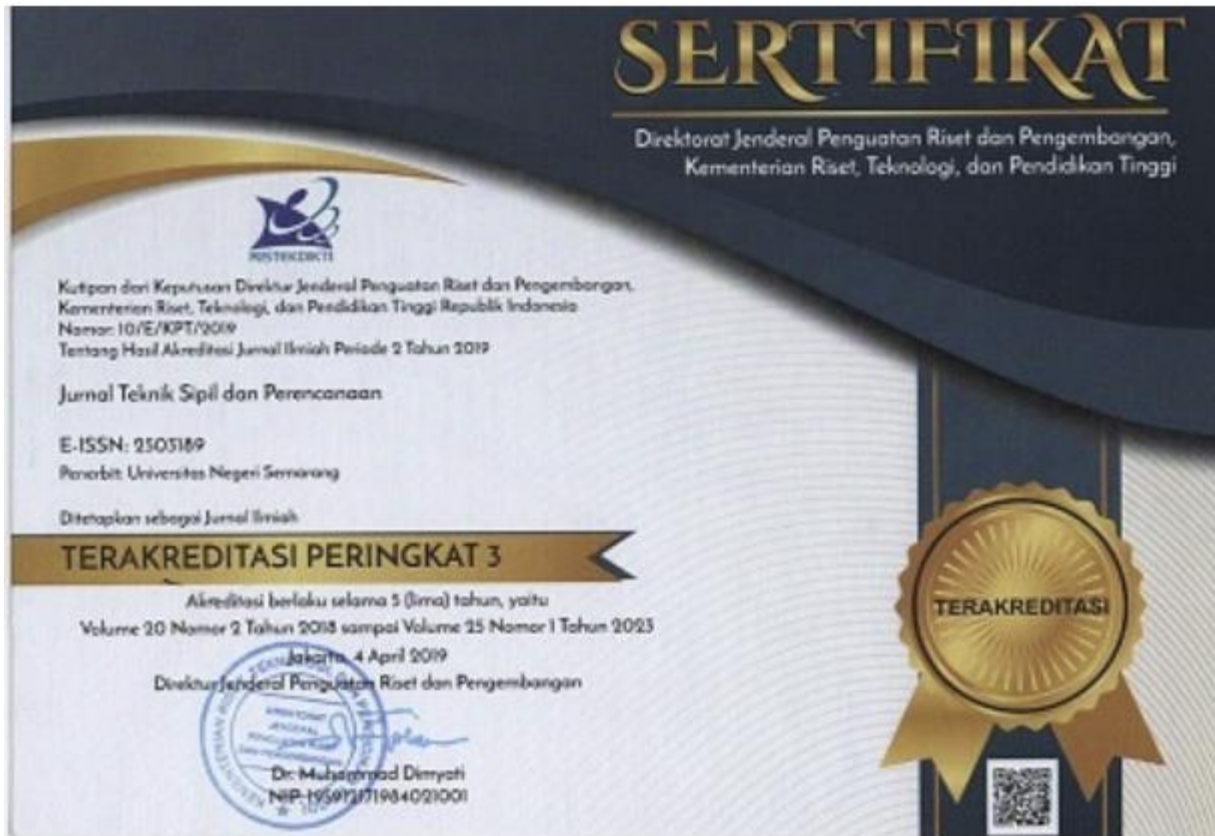 SERTIFIKAT
Direktorat Jenderal Penguatan Riset dan Pengembangan,
Kementerian Riset, Teknologi, dan Pendidikan Tinggi
RISTEKDIKTI
Kutipan dari Keputusan Direktur Jenderal Penguatan Riset dan Pengembangan,
Kementerian Riset, Teknologi, dan Pendidikan Tinggi Republik Indonesia
Nomor: 10/E/KPT/2019
Tentang Hasil Akreditasi Jurnal Ilmiah Periode 2 Tahun 2019
Jurnal Teknik Sipil dan Perencanaan
E-ISSN: 2503189
Penerbit: Universitas Negeri Semarang
Ditetapkan sebagai Jurnal Ilmiah
TERAKREDITASI PERINGKAT 3
Akreditasi berlaku selama 5 (lima) tahun, yaitu
Volume 20 Nomor 2 Tahun 2018 sampai Volume 25 Nomor 1 Tahun 2023
Jakarta, 4 April 2019
Direktur Jenderal Penguatan Riset dan Pengembangan
Dr. Muhammad Dimyati
NIP. 195912171984021001
TERAKREDITASI